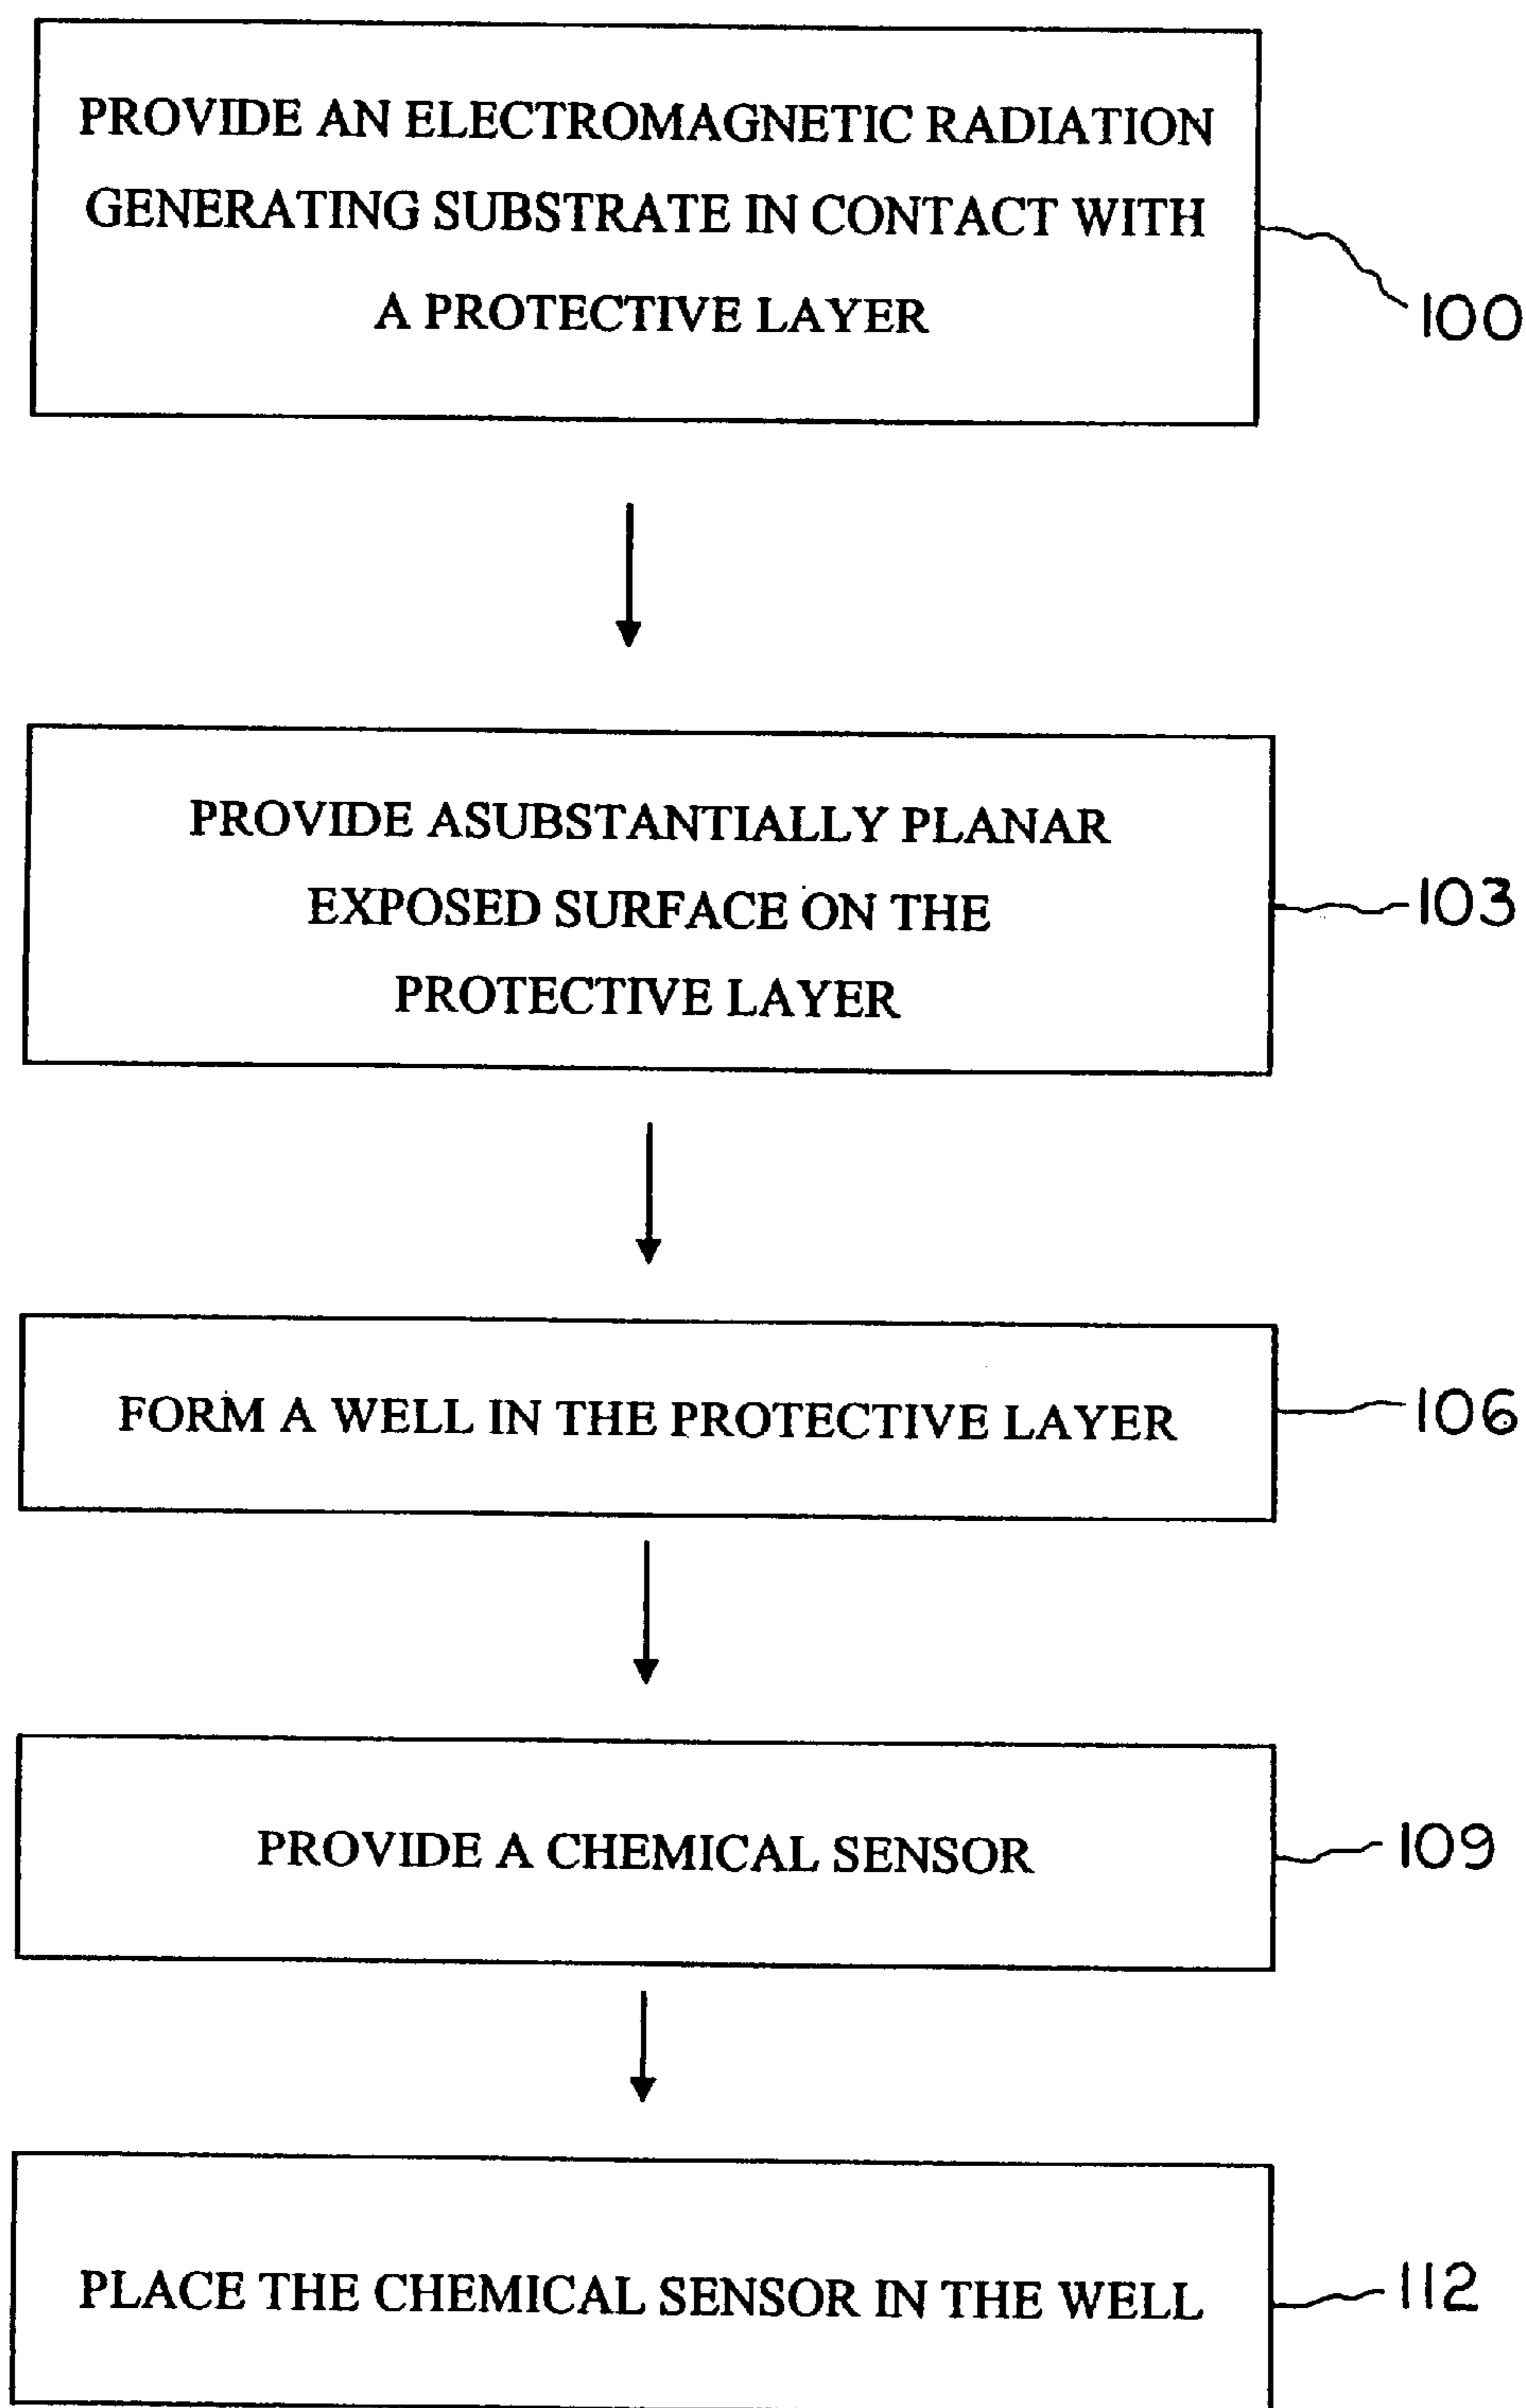 PROVIDE AN ELECTROMAGNETIC RADIATION
GENERATING SUBSTRATE IN CONTACT WITH
A PROTECTIVE LAYER
100
PROVIDE ASUBSTANTIALLY PLANAR
EXPOSED SURFACE ON THE
PROTECTIVE LAYER
103
FORM A WELL IN THE PROTECTIVE LAYER
106
PROVIDE A CHEMICAL SENSOR
109
PLACE THE CHEMICAL SENSOR IN THE WELL
112